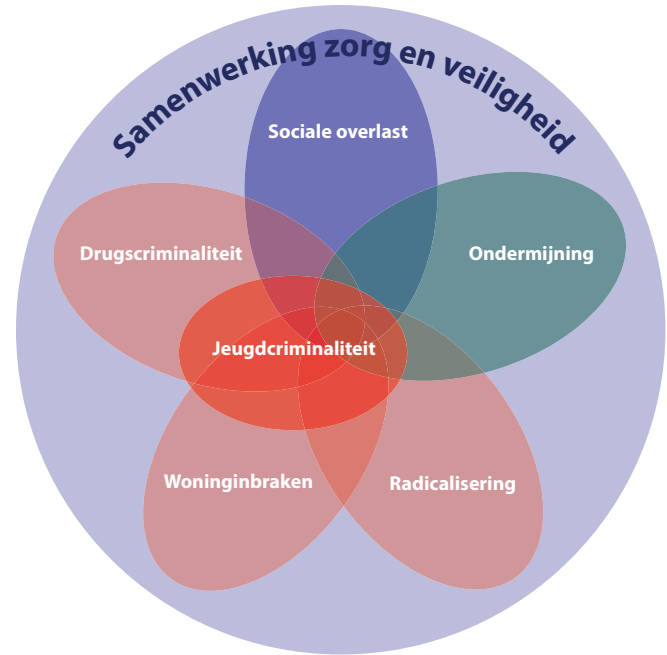 Samenwerking zorg en veiligheid
Sociale overlast
Drugscriminaliteit
Ondermijning
Jeugdcriminaliteit
Woninginbraken
Radicalisering